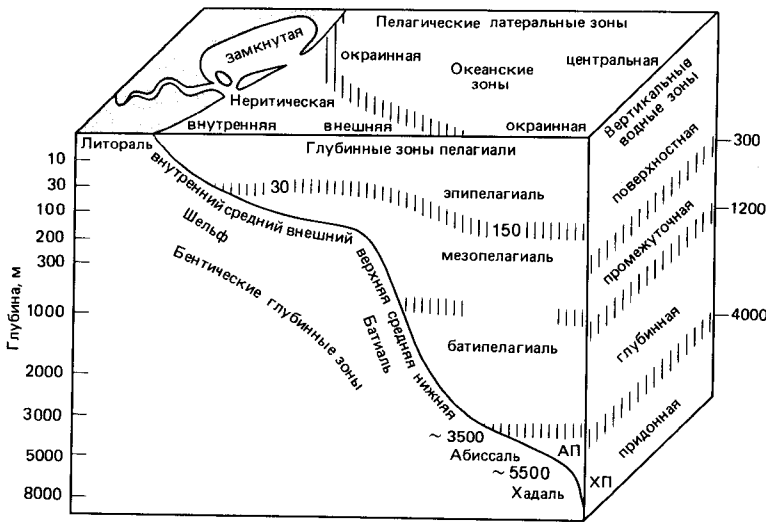 Пелагические латеральные зоны
замкнутая
окраинная
Океанские
зоны
центральная
Неритическая
внутренняя
внешняя
окраинная
Вертикальные
водные зоны
Литораль
Глубинные зоны пелагиали
поверхностная
300
10
30
100
200
300
1000
2000
3000
5000
8000
Глубина, м
внутренний средний внешний
Шельф
Бентические глубинные зоны
30
эпипелагиаль
150
мезопелагиаль
промежуточная
1200
верхняя средняя нижняя
Батиаль
батипелагиаль
глубинная
4000
~ 3500
Абиссаль
АП
придонная
~ 5500
Хадаль
ХП